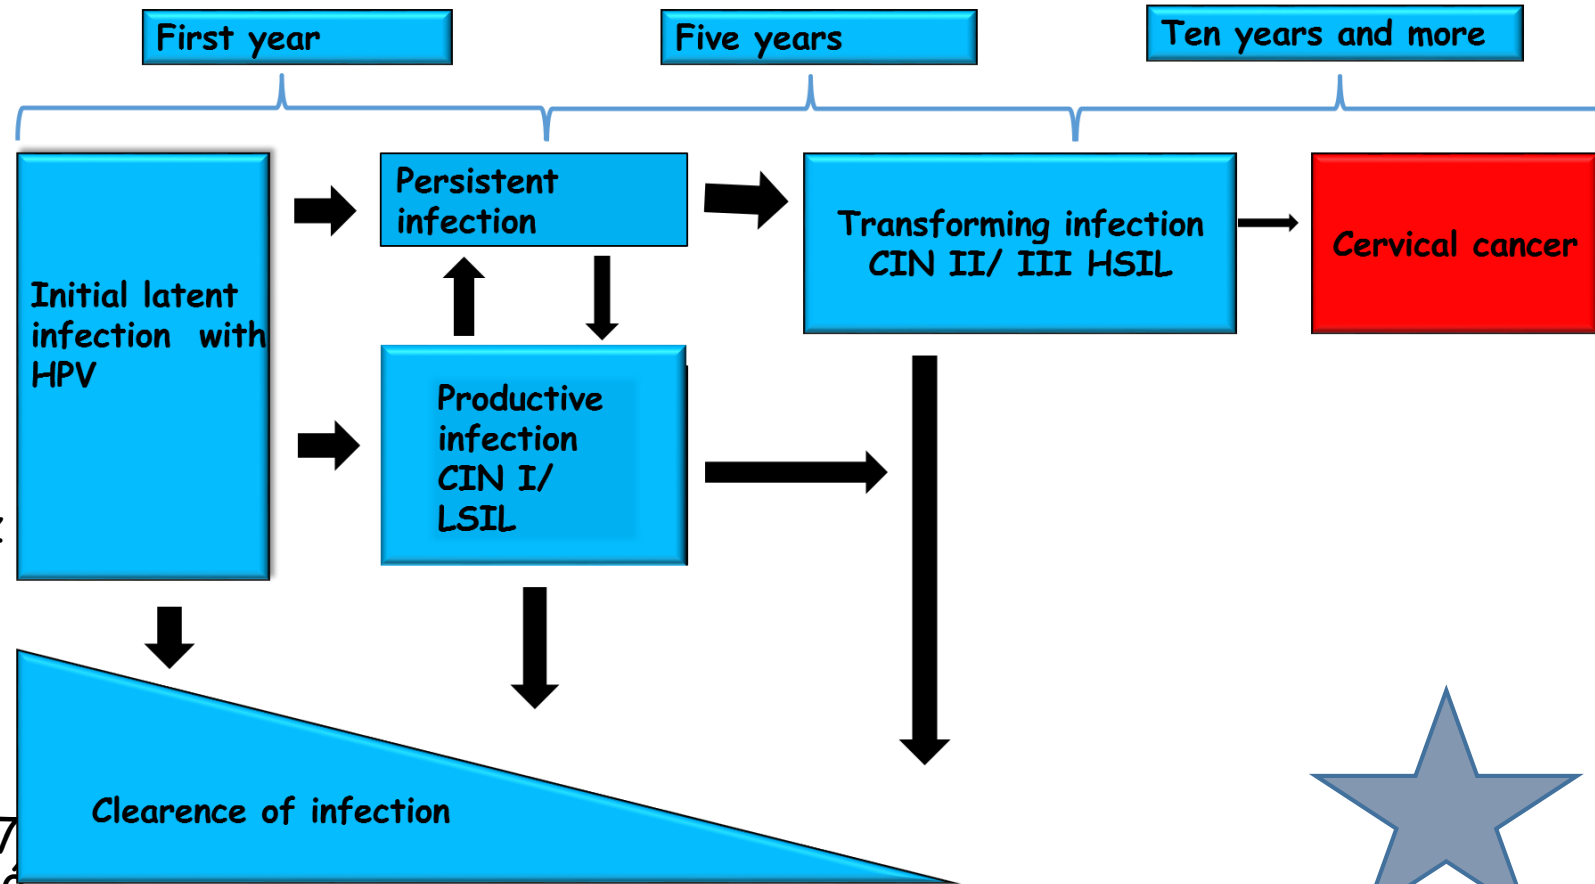 First year
Five years
Ten years and more
Persistent
infection
Transforming infection
CIN II/ III HSIL
Cervical cancer
Initial latent
infection with
HPV
Productive
infection
CIN I/
LSIL
Clearence of infection
7